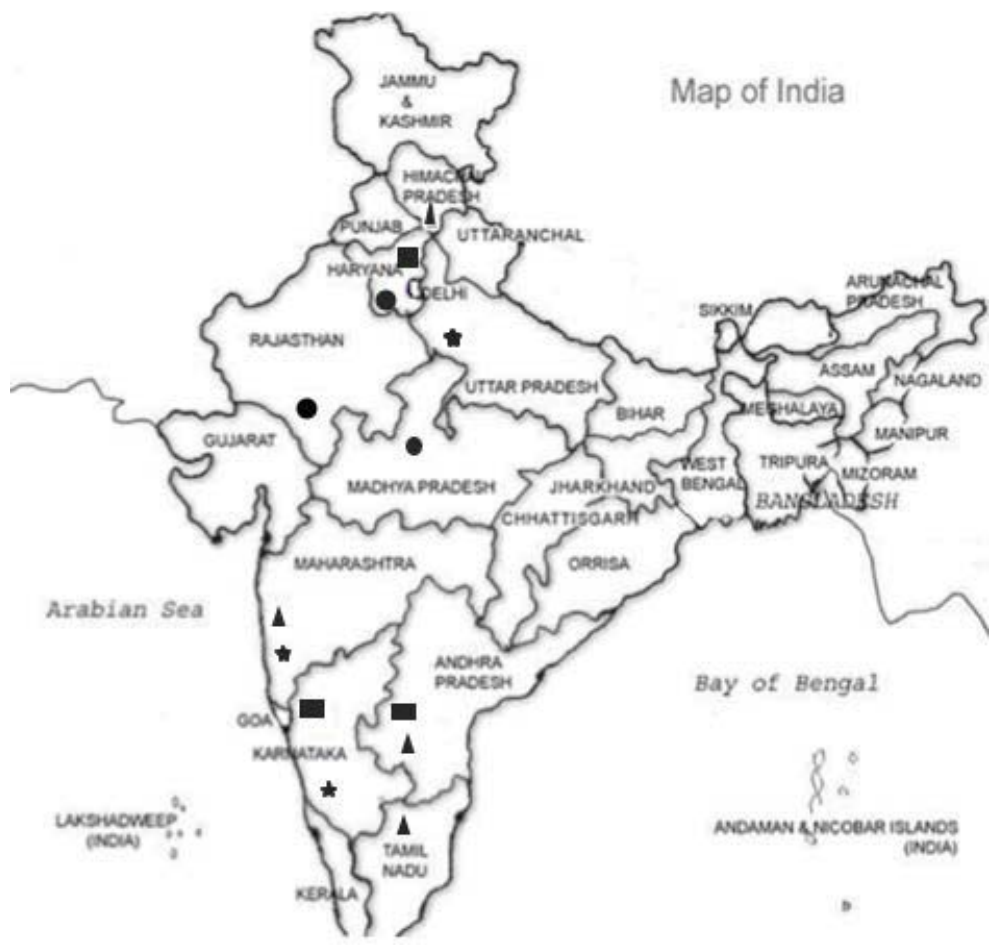 Map of India
JAMMU
&
KASHMIR
HIMACHAL
PRADESH
PUNJAB
UTTARANCHAL
HARYANA
DELHI
RAJASTHAN
UTTAR PRADESH
SIKKIM
ARUNACHAL
PRADESH
ASSAM
NAGALAND
MEGHALAYA
MANIPUR
BIHAR
GUJARAT
MADHYA PRADESH
JHARKHAND
WEST
BENGAL
TRIPURA
MIZORAM
BANGLADESH
CHHATTISGARH
MAHARASHTRA
ORRISA
Arabian Sea
ANDHRA
PRADESH
Bay of Bengal
GOA
KARNATAKA
LAKSHADWEEP
(INDIA)
ANDAMAN & NICOBAR ISLANDS
(INDIA)
TAMIL
NADU
KERALA